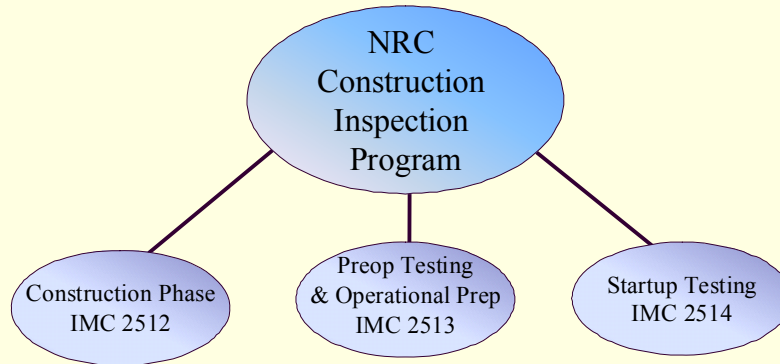 NRC
Construction
Inspection
Program
Construction Phase
IMC 2512
Preop Testing
& Operational Prep
IMC 2513
Startup Testing
IMC 2514